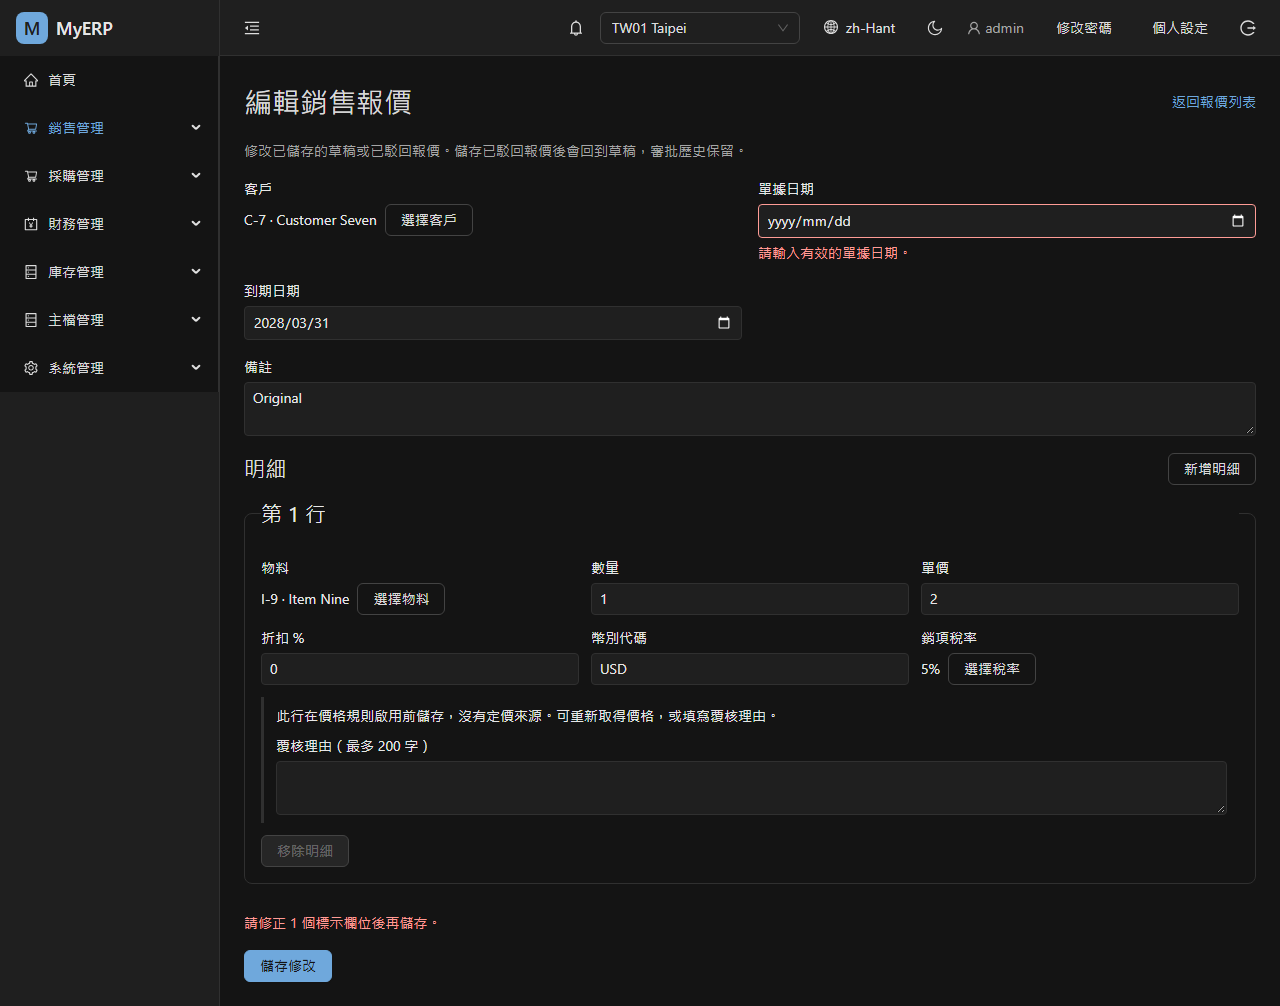 M MyERP
TW01 Taipei
zh-Hant
admin
修改密碼
個人設定
首頁
銷售管理
採購管理
財務管理
庫存管理
主檔管理
系統管理
編輯銷售報價
返回報價列表
修改已儲存的草稿或已駁回報價。儲存已駁回報價後會回到草稿，審批歷史保留。
客戶
C-7 · Customer Seven 選擇客戶
單據日期
yyyy/mm/dd
請輸入有效的單據日期。
到期日期
2028/03/31
備註
Original
明細
新增明細
第 1 行
物料
I-9 · Item Nine 選擇物料
數量
1
單價
2
折扣 %
0
幣別代碼
USD
銷項稅率
5% 選擇稅率
此行在價格規則啟用前儲存，沒有定價來源。可重新取得價格，或填寫覆核理由。
覆核理由（最多 200 字）
移除明細
請修正 1 個標示欄位後再儲存。
儲存修改